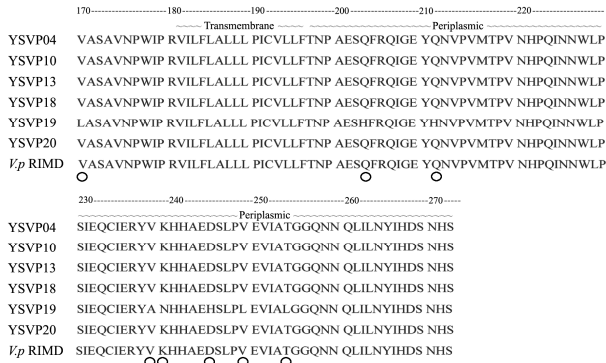 170-----------------180-----------------190-----------------200-----------------210-----------------220-----------------
~~~~~~Transmembrane~~~~~~ ~~~~~~~~~~~~~~~~~~~~Periplasmic~~~~~~~~~~~~~~~~~~~~
YSVP04 VASAVNPWIP RVILFLALLL PICVLLFTNP AESQFRQIGE YQNVPVMTPV NHPQINNWLP
YSVP10 VASAVNPWIP RVILFLALLL PICVLLFTNP AESQFRQIGE YQNVPVMTPV NHPQINNWLP
YSVP13 VASAVNPWIP RVILFLALLL PICVLLFTNP AESQFRQIGE YQNVPVMTPV NHPQINNWLP
YSVP18 VASAVNPWIP RVILFLALLL PICVLLFTNP AESQFRQIGE YQNVPVMTPV NHPQINNWLP
YSVP19 LASAVNPWIP RVILFLALLL PICVLLFTNP AESHFRQIGE YHNVPVMTPV NHPQINNWLP
YSVP20 VASAVNPWIP RVILFLALLL PICVLLFTNP AESQFRQIGE YQNVPVMTPV NHPQINNWLP
V.p RIMD VASAVNPWIP RVILFLALLL PICVLLFTNP AESQFRQIGE YQNVPVMTPV NHPQINNWLP
230-----------------240-----------------250-----------------260-----------------270----
~~~~~~~~~~~~~~~~~~~~Periplasmic~~~~~~~~~~~~~~~~~~~~
YSVP04 SIEQCIERYV KHHAEDSLPV EVIATGGQNN QLILNYIHDS NHS
YSVP10 SIEQCIERYV KHHAEDSLPV EVIATGGQNN QLILNYIHDS NHS
YSVP13 SIEQCIERYV KHHAEDSLPV EVIATGGQNN QLILNYIHDS NHS
YSVP18 SIEQCIERYV KHHAEDSLPV EVIATGGQNN QLILNYIHDS NHS
YSVP19 SIEQCIERYA NHHAEHSLPL EVIALGGQNN QLILNYIHDS NHS
YSVP20 SIEQCIERYV KHHAEDSLPV EVIATGGQNN QLILNYIHDS NHS
V.p RIMD SIEQCIERYV KHHAEDSLPV EVIATGGQNN QLILNYIHDS NHS